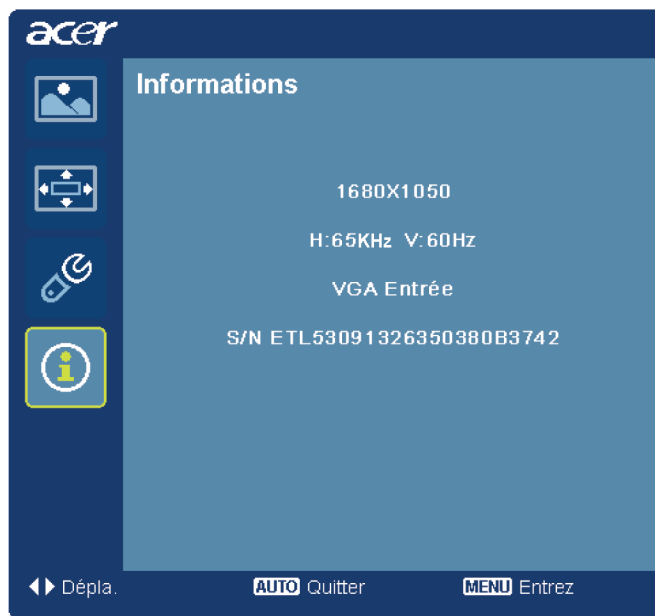 acer
Informations
1680X1050
H:65KHz V:60Hz
VGA Entrée
S/N ETL53091326350380B3742
Dépla. AUTO Quitter MENU Entrez